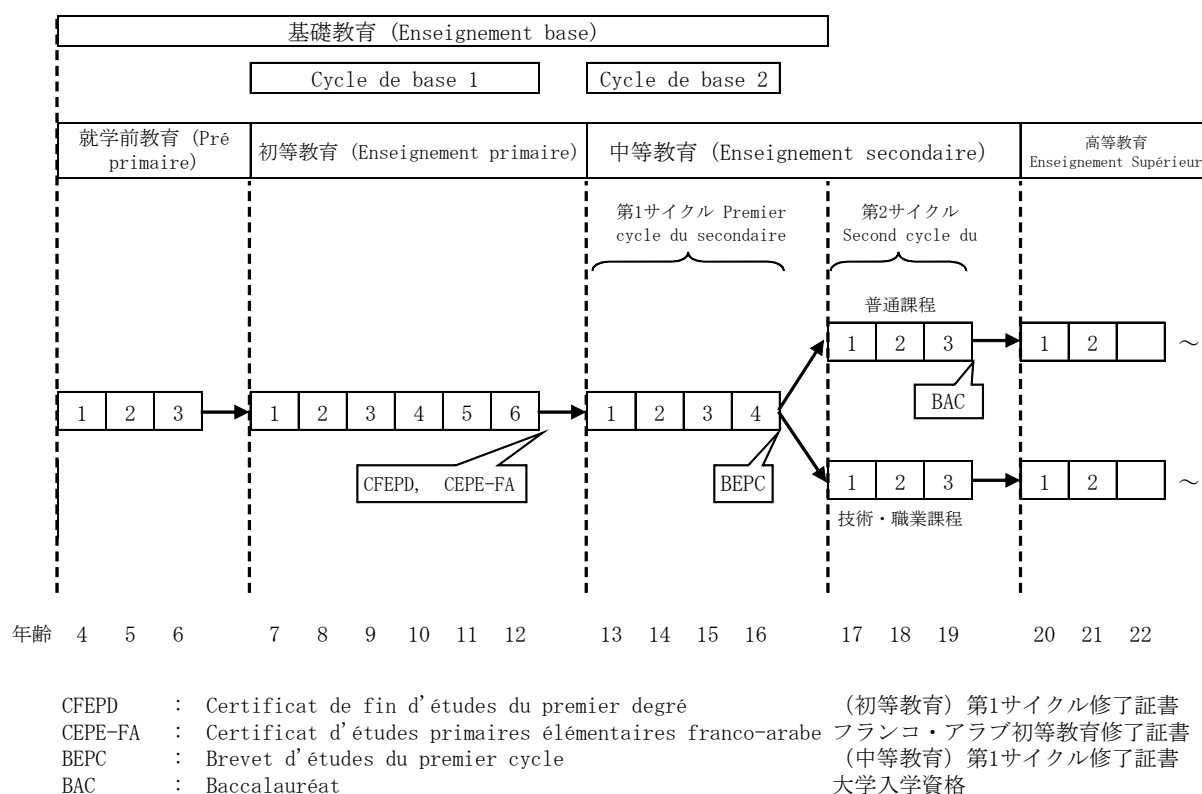 基礎教育 (Enseignement base)
Cycle de base 1
Cycle de base 2
就学前教育 (Pré
primaire)
初等教育 (Enseignement primaire)
中等教育 (Enseignement secondaire)
高等教育
Enseignement Supérieur
第1サイクル Premier
cycle du secondaire
第2サイクル
Second cycle du
普通課程
1 2 3
1 2 ～
BAC
1 2 3
1 2 3 4 5 6
1 2 3 4
CFEPD, CEPE-FA
BEPC
1 2 3
1 2 ～
技術・職業課程
年齢 4 5 6 7 8 9 10 11 12 13 14 15 16 17 18 19 20 21 22
CFEPD : Certificat de fin d'études du premier degré （初等教育）第1サイクル修了証書
CEPE-FA : Certificat d'études primaires élémentaires franco-arabe フランコ・アラブ初等教育修了証書
BEPC : Brevet d'études du premier cycle （中等教育）第1サイクル修了証書
BAC : Baccalauréat 大学入学資格